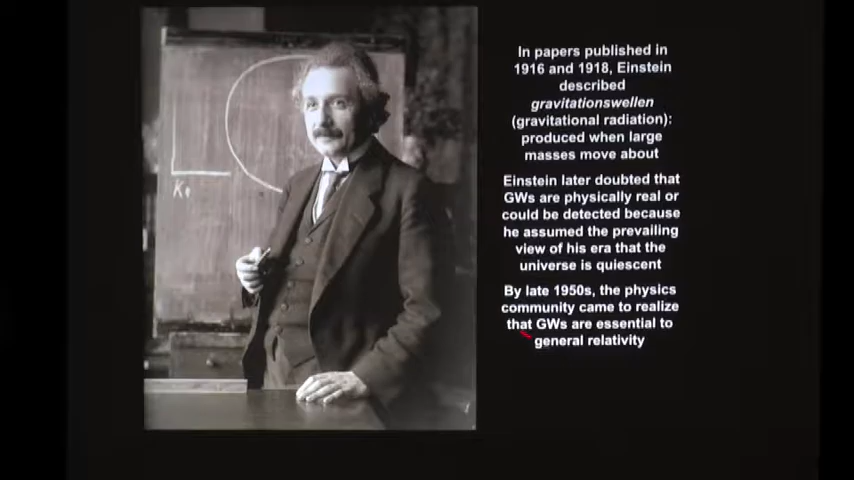 In papers published in
1916 and 1918, Einstein
described
gravitationswellen
(gravitational radiation):
produced when large
masses move about
Einstein later doubted that
GWs are physically real or
could be detected because
he assumed the prevailing
view of his era that the
universe is quiescent
By late 1950s, the physics
community came to realize
that GWs are essential to
general relativity